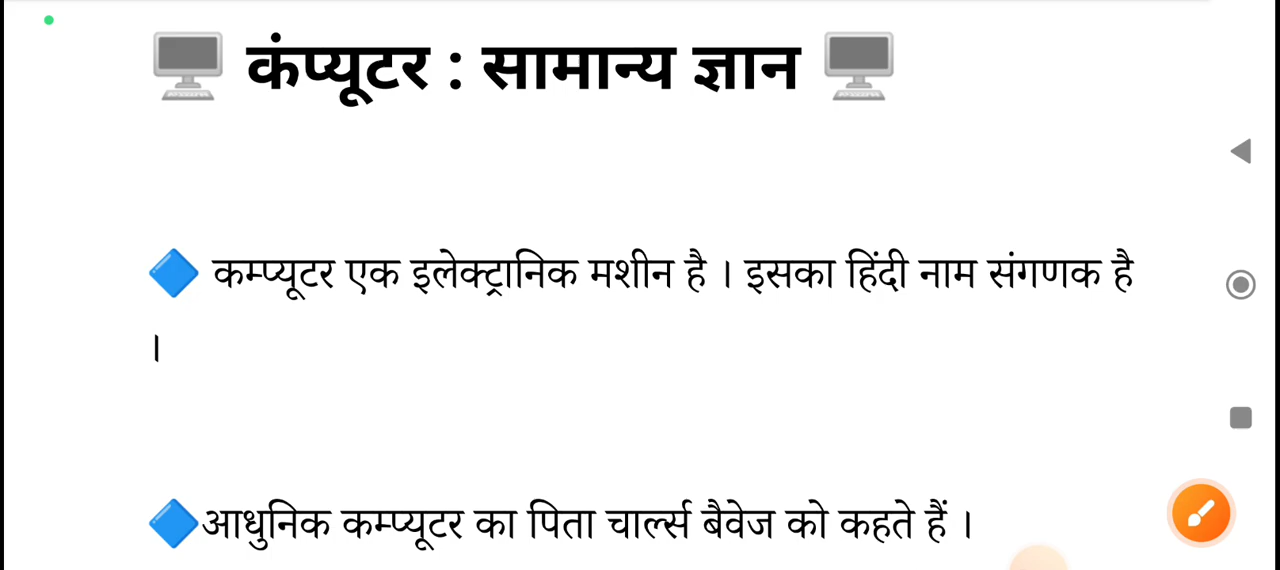 🖥️ कंप्यूटर : सामान्य ज्ञान 🖥️
🔷 कम्प्यूटर एक इलेक्ट्रानिक मशीन है । इसका हिंदी नाम संगणक है
।
🔷आधुनिक कम्प्यूटर का पिता चार्ल्स बैवेज को कहते हैं ।